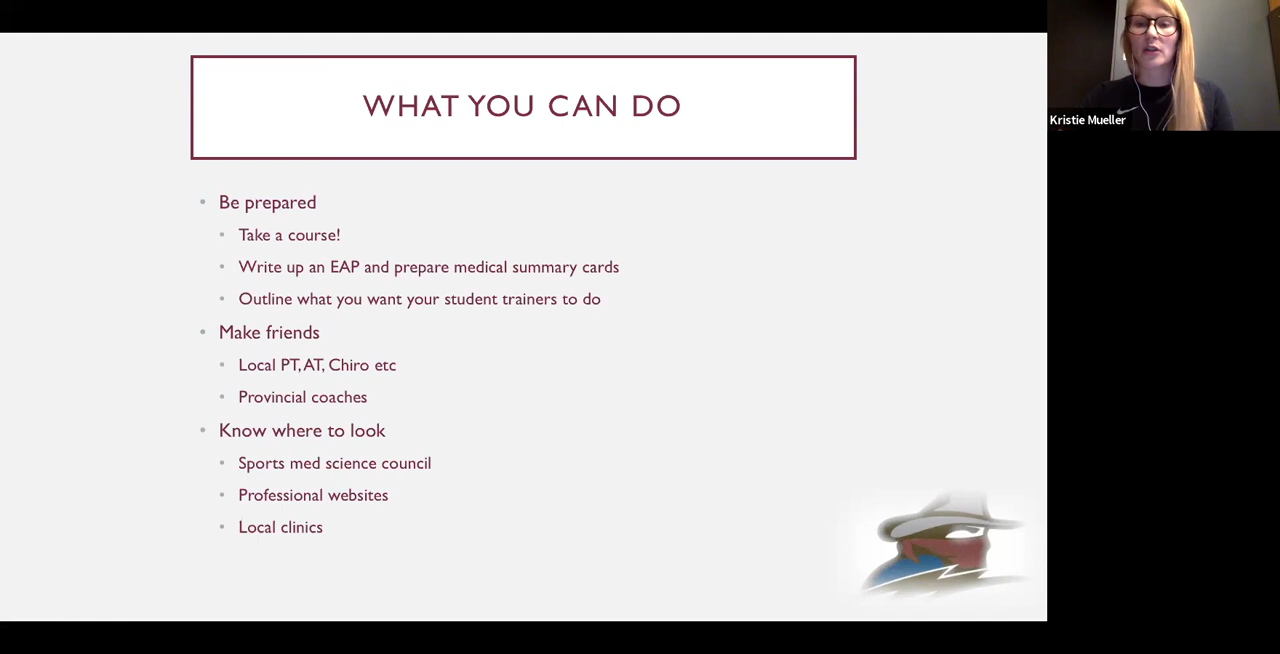 WHAT YOU CAN DO
Kristie Mueller
• Be prepared
• Take a course!
• Write up an EAP and prepare medical summary cards
• Outline what you want your student trainers to do
• Make friends
• Local PT, AT, Chiro etc
• Provincial coaches
• Know where to look
• Sports med science council
• Professional websites
• Local clinics